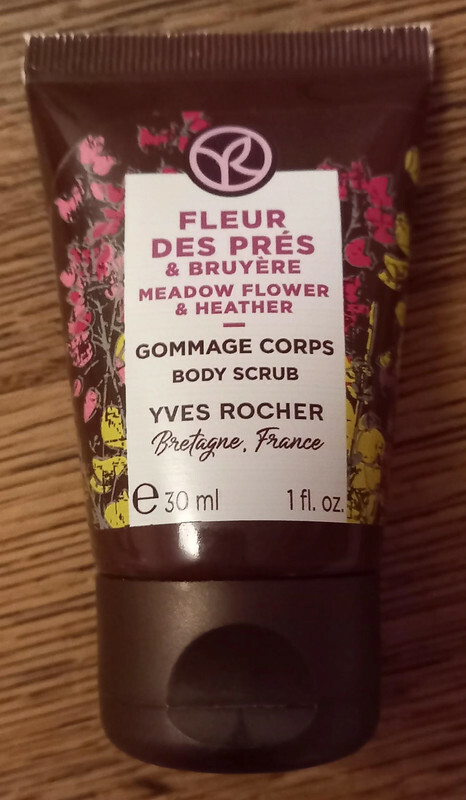 YR
FLEUR
DES PRÉS
& BRUYÈRE
MEADOW FLOWER
& HEATHER
GOMMAGE CORPS
BODY SCRUB
YVES ROCHER
Bretagne, France
℮ 30 ml 1 fl. oz.